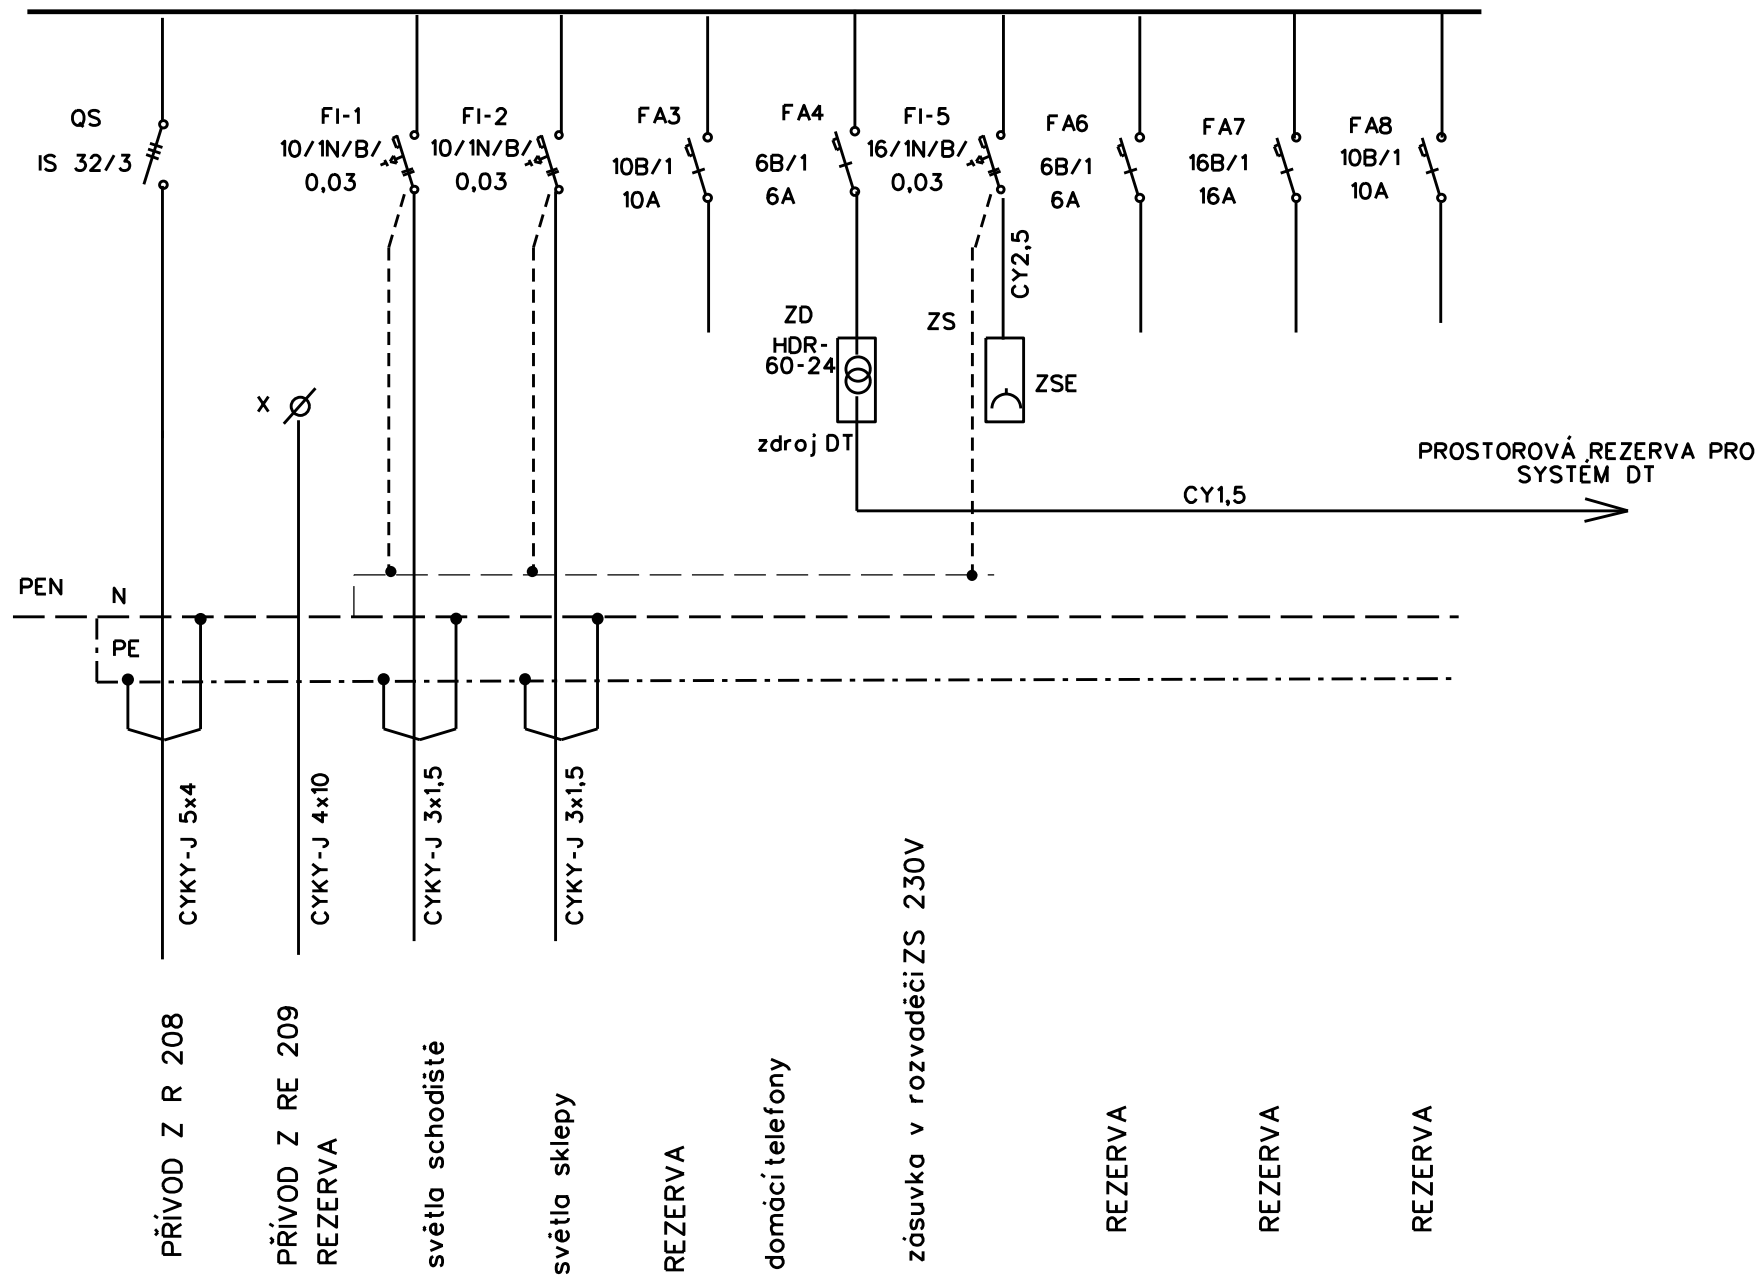 QS
IS 32/3
FI-1
10/1N/B/
0,03
FI-2
10/1N/B/
0,03
FA3
10B/1
10A
FA4
6B/1
6A
FI-5
16/1N/B/
0,03
FA6
6B/1
6A
FA7
16B/1
16A
FA8
10B/1
10A
CY2,5
ZD
HDR-
60-24
zdroj DT
ZS
ZSE
X
PROSTOROVÁ REZERVA PRO
SYSTÉM DT
CY1,5
PEN
N
PE
CYKY-J 5x4
CYKY-J 4x10
CYKY-J 3x1,5
CYKY-J 3x1,5
PŘÍVOD Z R 208
PŘÍVOD Z RE 209
REZERVA
světla schodiště
světla sklepy
REZERVA
domácí telefony
zásuvka v rozvaděči ZS 230V
REZERVA
REZERVA
REZERVA